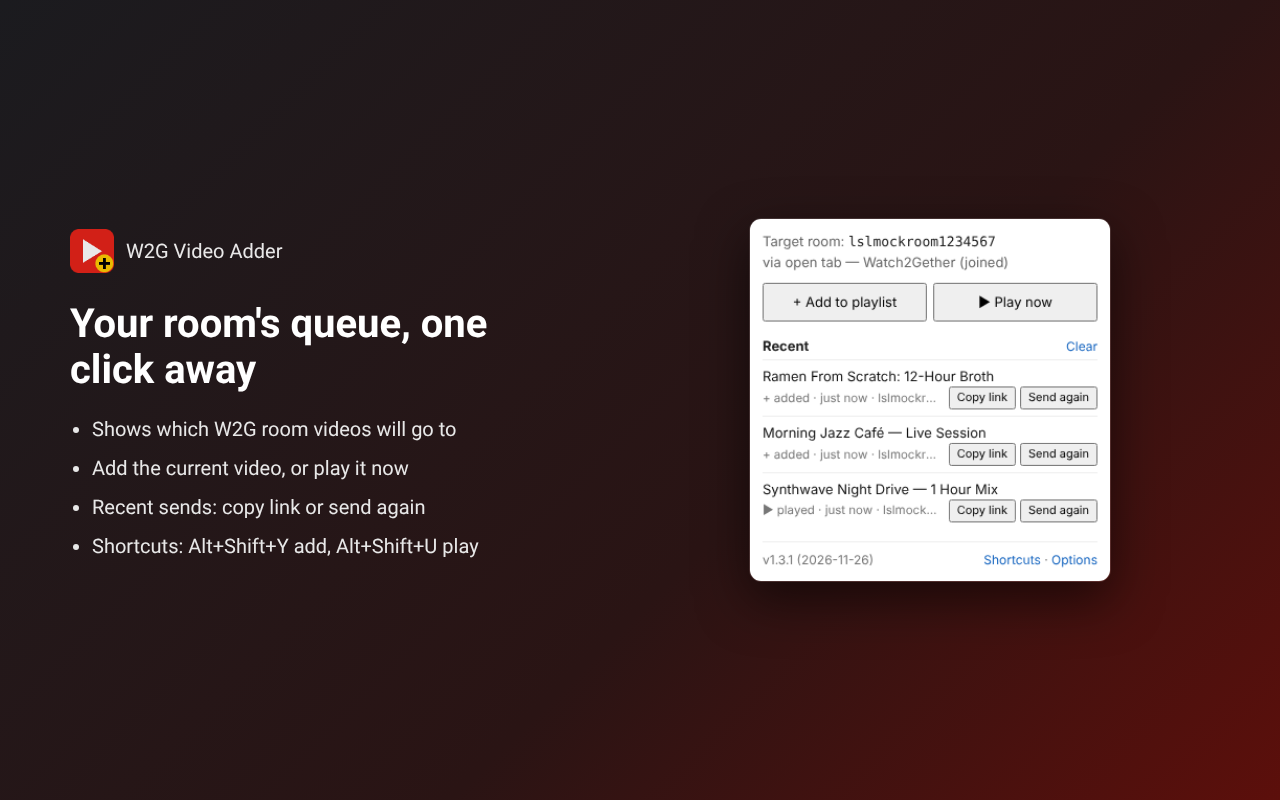 W2G Video Adder
Your room's queue, one
click away
• Shows which W2G room videos will go to
• Add the current video, or play it now
• Recent sends: copy link or send again
• Shortcuts: Alt+Shift+Y add, Alt+Shift+U play
Target room: lslmockroom1234567
via open tab — Watch2Gether (joined)
+ Add to playlist ▶ Play now
Recent Clear
Ramen From Scratch: 12-Hour Broth
+ added · just now · lslmockr... Copy link Send again
Morning Jazz Café — Live Session
+ added · just now · lslmockr... Copy link Send again
Synthwave Night Drive — 1 Hour Mix
▶ played · just now · lslmock... Copy link Send again
v1.3.1 (2026-11-26) Shortcuts · Options